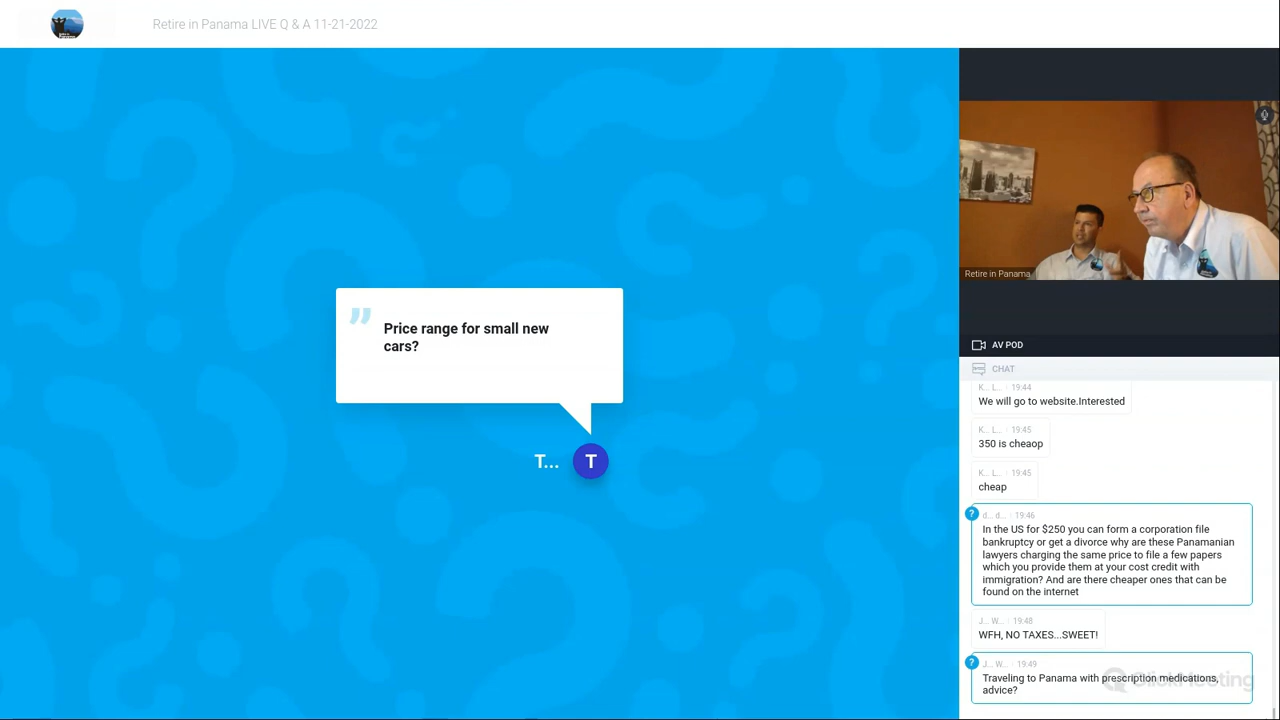 Retire in Panama LIVE Q & A 11-21-2022
”
Price range for small new
cars?
T...
T
Retire in Panama
AV POD
CHAT
K... L... 19:44
We will go to website.Interested
K... L... 19:45
350 is cheaop
K... L... 19:45
cheap
?
d... d... 19:46
In the US for $250 you can form a corporation file
bankruptcy or get a divorce why are these Panamanian
lawyers charging the same price to file a few papers
which you provide them at your cost credit with
immigration? And are there cheaper ones that can be
found on the internet
J... W... 19:48
WFH, NO TAXES...SWEET!
?
J... W... 19:49
Traveling to Panama with prescription medications,
advice?
ClickMeeting